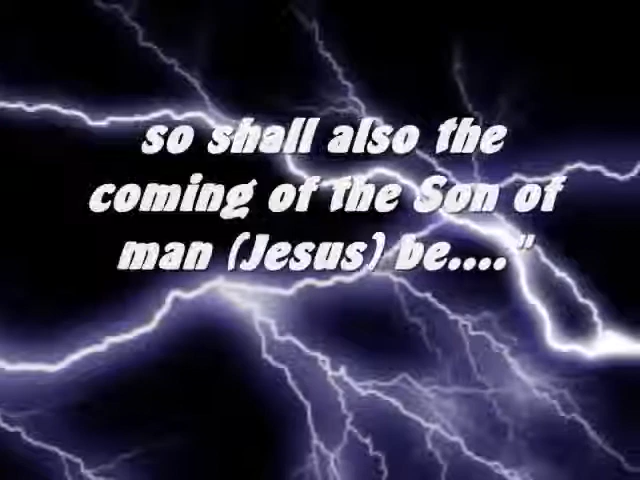 so shall also the
coming of the Son of
man (Jesus) be...."